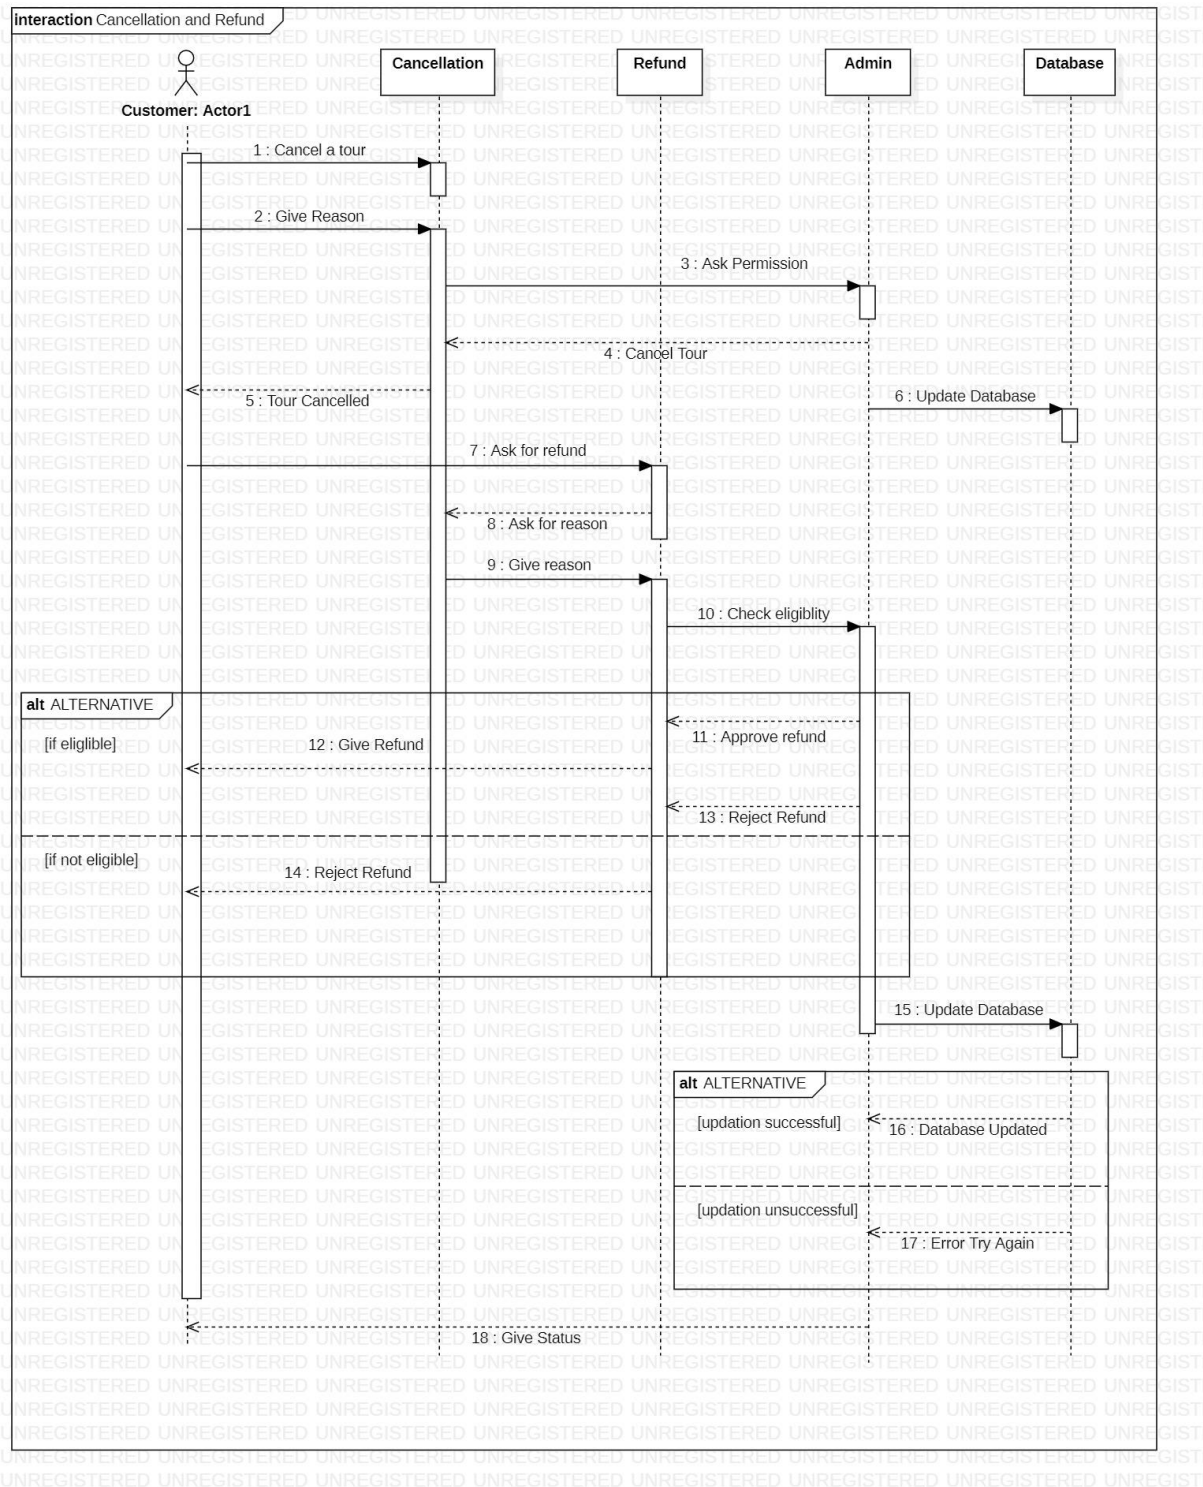 interaction Cancellation and Refund
Cancellation
Refund
Admin
Database
Customer: Actor1
1 : Cancel a tour
2 : Give Reason
3 : Ask Permission
4 : Cancel Tour
5 : Tour Cancelled
6 : Update Database
7 : Ask for refund
8 : Ask for reason
9 : Give reason
10 : Check eligiblity
alt ALTERNATIVE
[if eliglible]
11 : Approve refund
12 : Give Refund
13 : Reject Refund
[if not eligible]
14 : Reject Refund
15 : Update Database
alt ALTERNATIVE
[updation successful]
16 : Database Updated
[updation unsuccessful]
17 : Error Try Again
18 : Give Status
UNREGISTERED